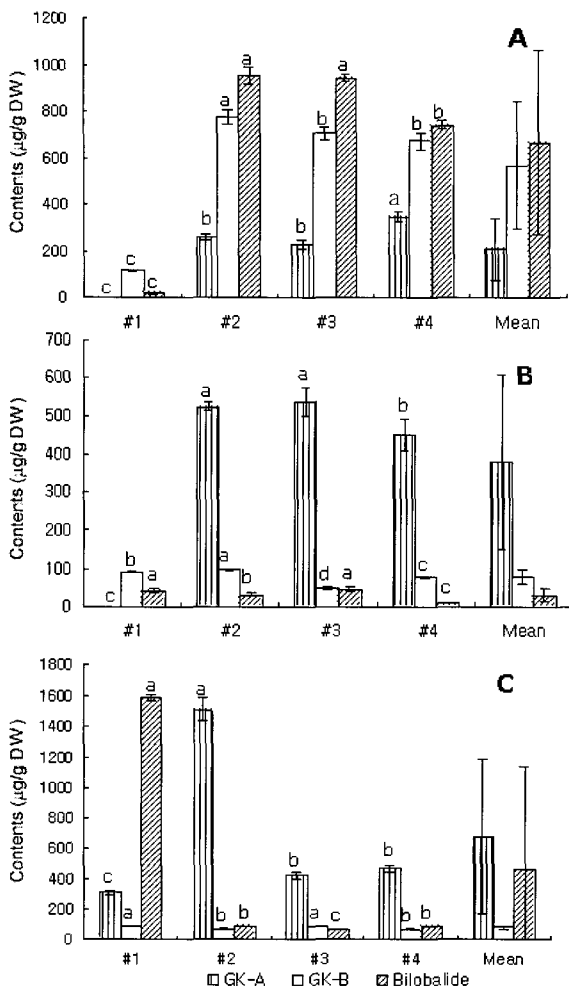 A
Contents (µg/g DW)
1200
1000
800
600
400
200
0
c
c
c
b
a
a
b
b
a
a
b
b
#1
#2
#3
#4
Mean
B
Contents (µg/g DW)
700
600
500
400
300
200
100
0
c
b
a
a
a
b
a
d
a
b
c
c
#1
#2
#3
#4
Mean
C
Contents (µg/g DW)
1800
1600
1400
1200
1000
800
600
400
200
0
c
a
a
a
b
b
b
a
c
b
b
b
#1
#2
#3
#4
Mean
GK-A GK-B Bilobalide